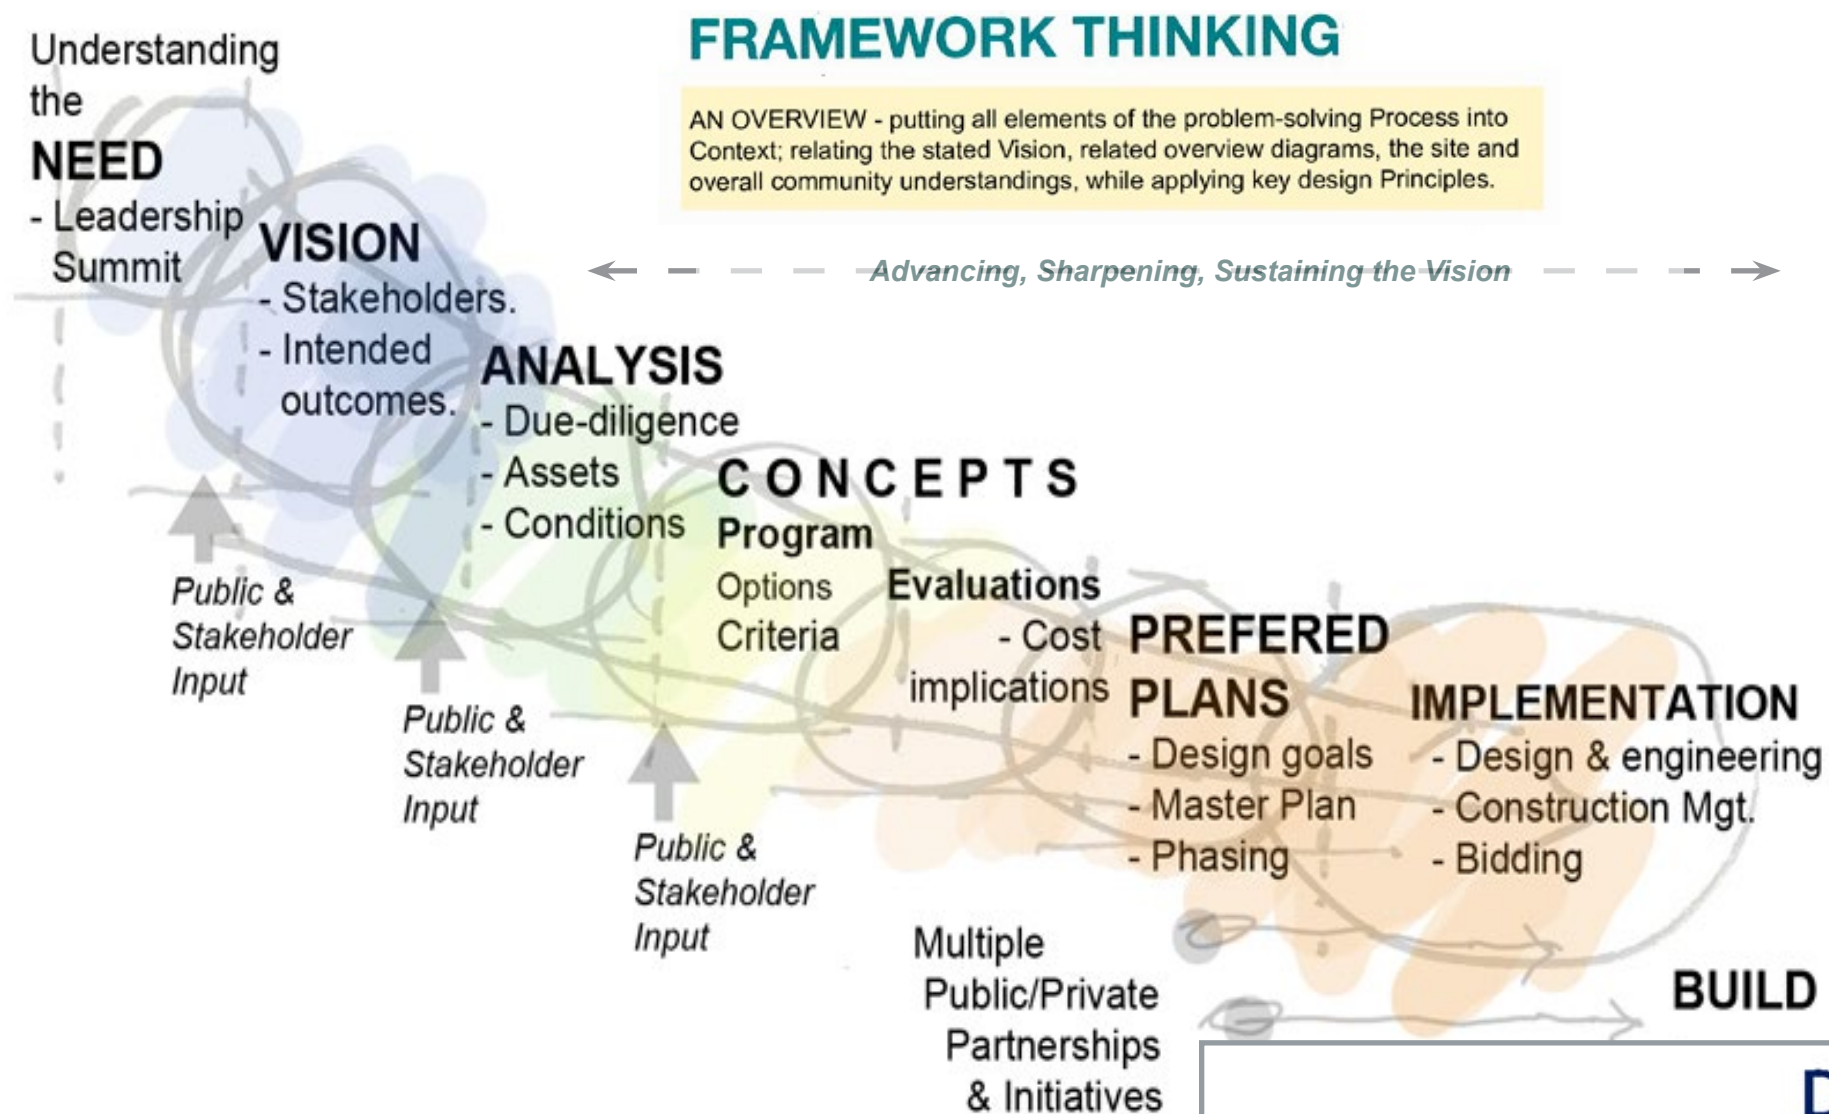 FRAMEWORK THINKING
AN OVERVIEW - putting all elements of the problem-solving Process into
Context; relating the stated Vision, related overview diagrams, the site and
overall community understandings, while applying key design Principles.
Advancing, Sharpening, Sustaining the Vision
Understanding
the
NEED
- Leadership
Summit
VISION
- Stakeholders.
- Intended
outcomes.
ANALYSIS
- Due-diligence
- Assets
- Conditions
CONCEPTS
Program
Options
Criteria
Evaluations
- Cost
implications
PREFERED
PLANS
- Design goals
- Master Plan
- Phasing
IMPLEMENTATION
- Design & engineering
- Construction Mgt.
- Bidding
Public &
Stakeholder
Input
Public &
Stakeholder
Input
Public &
Stakeholder
Input
Multiple
Public/Private
Partnerships
& Initiatives
BUILD